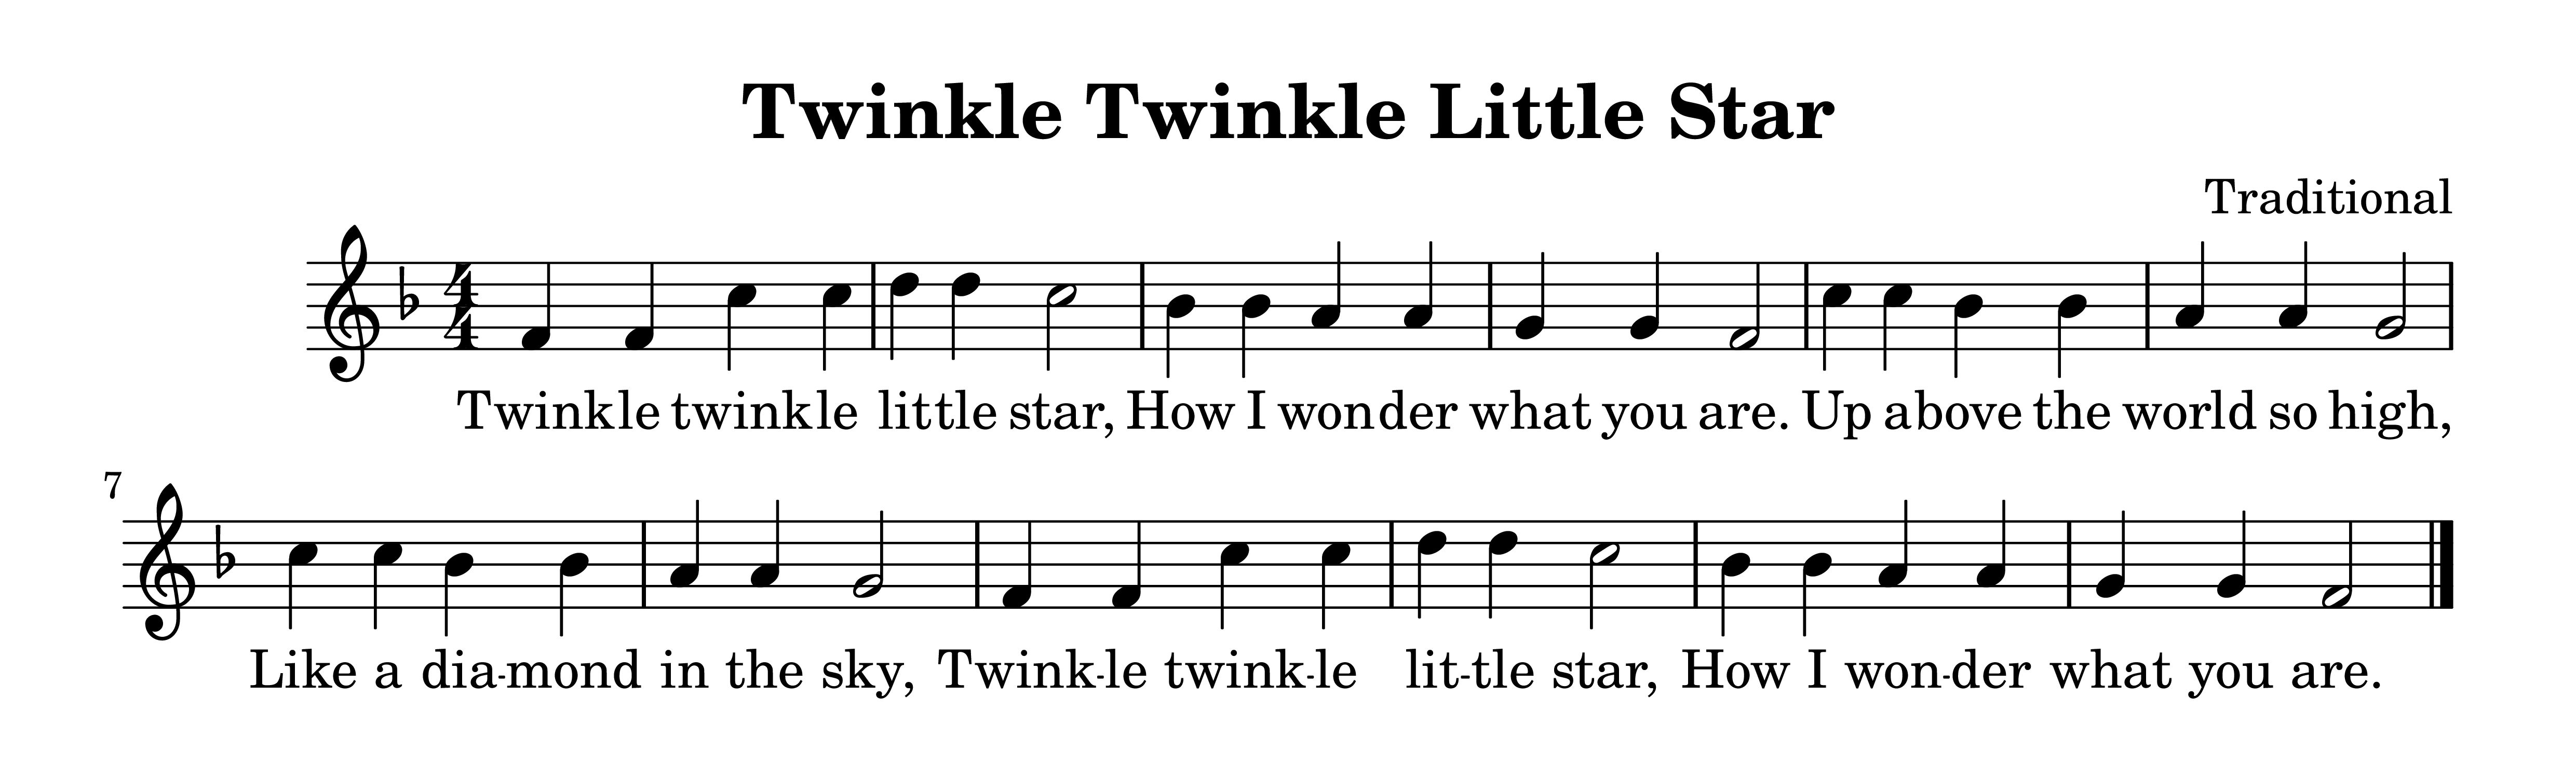 Twinkle Twinkle Little Star
Traditional
4
4
Twinkle twinkle little star, How I wonder what you are. Up above the world so high,
7
Like a dia-mond in the sky, Twink-le twink-le lit-tle star, How I won-der what you are.